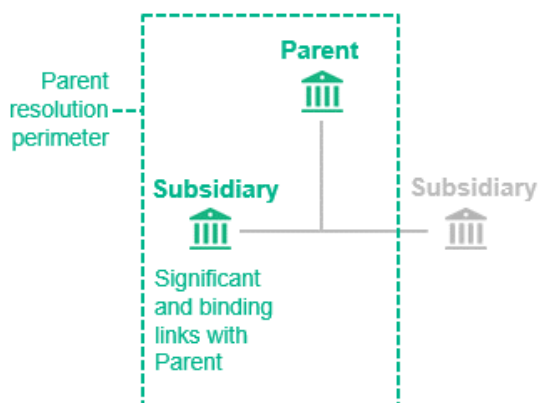 Parent
Parent
resolution
perimeter
Subsidiary
Subsidiary
Significant
and binding
links with
Parent